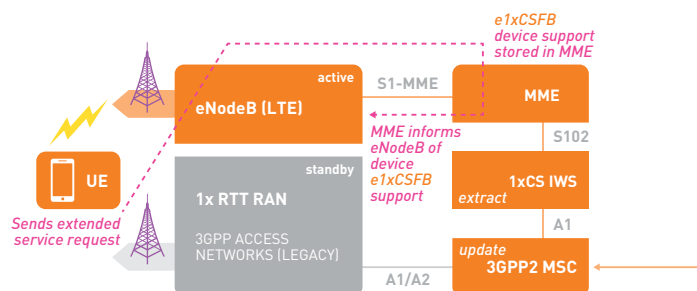 e1xCSFB
device support
stored in MME
active
eNodeB (LTE)
S1-MME
MME
MME informs
eNodeB of
device
e1xCSFB
support
S102
UE
standby
1x RTT RAN
1xCS IWS
extract
Sends extended
service request
3GPP ACCESS
NETWORKS (LEGACY)
A1
update
3GPP2 MSC
A1/A2